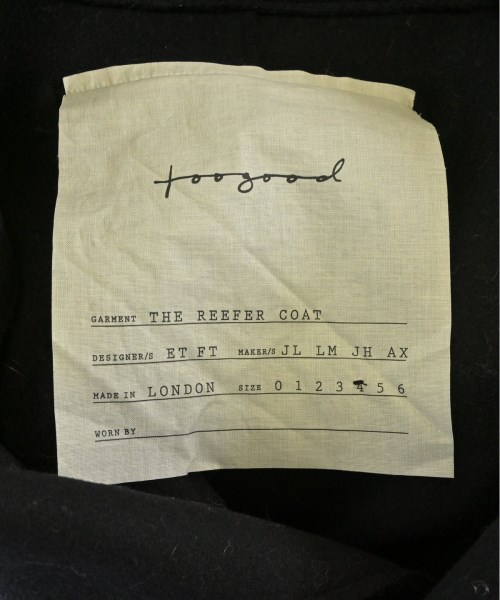 toogood
GARMENT THE REEFER COAT
DESIGNER/S ET FT MAKER/S JL LM JH AX
MADE IN LONDON SIZE 0 1 2 3 4 5 6
WORN BY